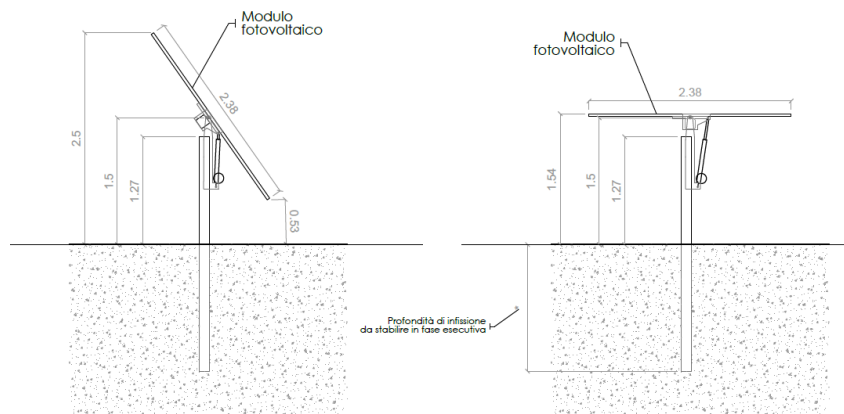 Modulo
fotovoltaico
2.38
2.5
1.5
1.27
0.53
Modulo
fotovoltaico
2.38
1.54
1.5
1.27
Profondità di infissione
da stabilire in fase esecutiva